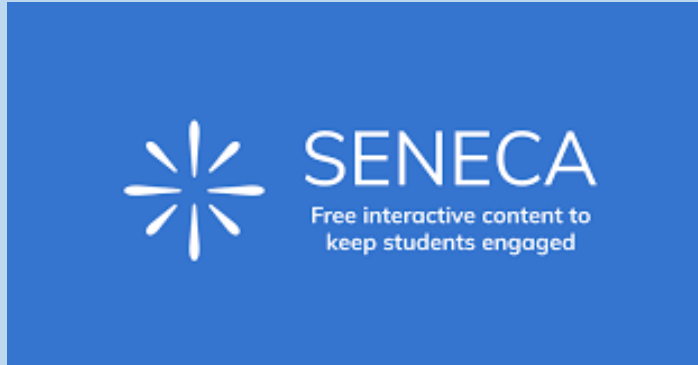 SENECA
Free interactive content to
keep students engaged